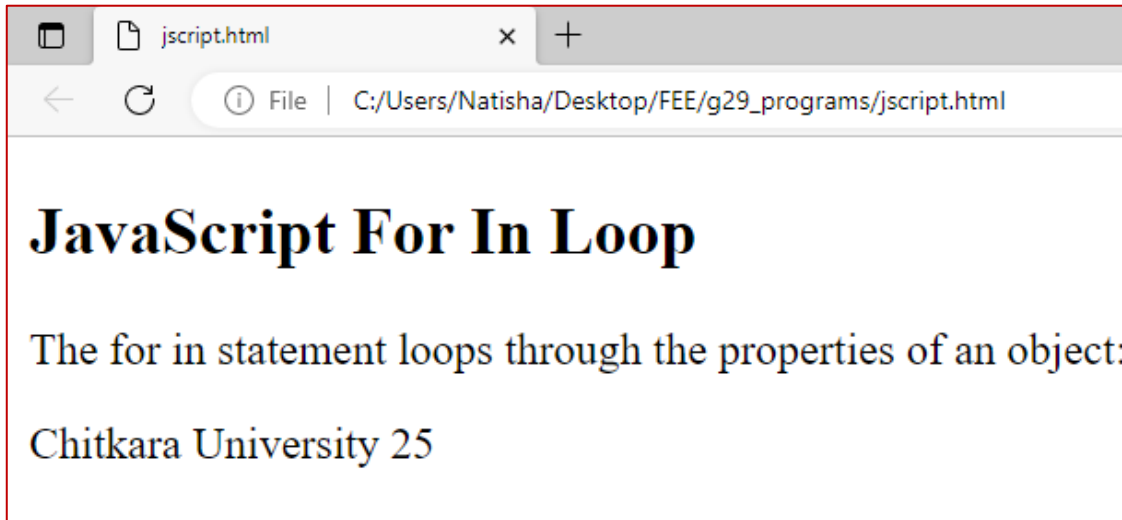 jscript.html
File | C:/Users/Natisha/Desktop/FEE/g29_programs/jscript.html
JavaScript For In Loop
The for in statement loops through the properties of an object:
Chitkara University 25